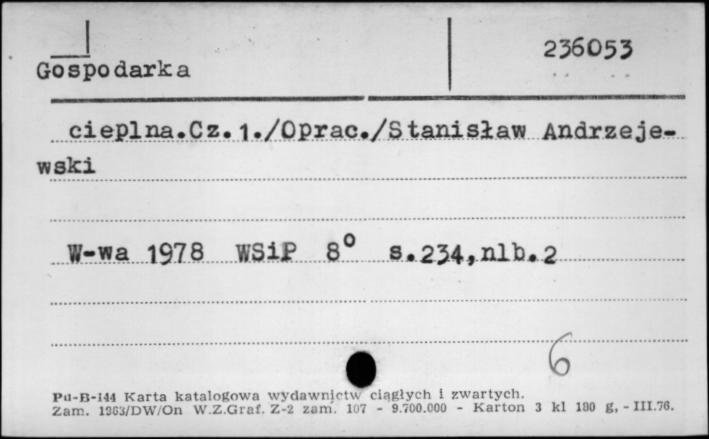 236053
Gospodarka
cieplna.Cz.1./Oprac./Stanisław Andrzeje-
wski
W-wa 1978 WSiP 8° s.234,nlb.2
6
Pu-B-144 Karta katalogowa wydawnictw ciągłych i zwartych.
Zam. 1963/DW/On W.Z.Graf. Z-2 zam. 107 - 9.700.000 - Karton 3 kl 180 g, - III.76.